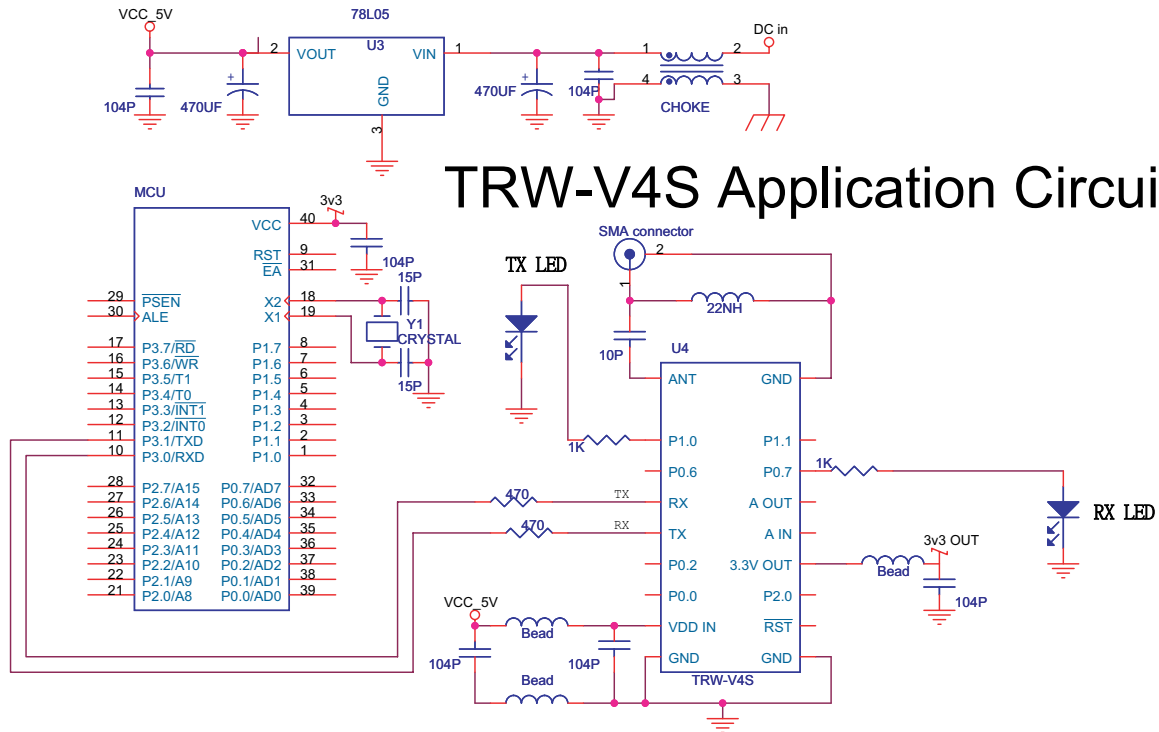 VCC_5V
78L05
DC in
2 VOUT U3 VIN 1
GND
3
104P
+
470UF
+
470UF
104P
1 2
4 3
CHOKE
TRW-V4S Application Circui
MCU
3v3
VCC 40
104P
RST 9
EA 31
29 PSEN
30 ALE
X2 18
X1 19
15P
Y1
CRYSTAL
15P
17 P3.7/RD P1.7 8
16 P3.6/WR P1.6 7
15 P3.5/T1 P1.5 6
14 P3.4/T0 P1.4 5
13 P3.3/INT1 P1.3 4
12 P3.2/INT0 P1.2 3
11 P3.1/TXD P1.1 2
10 P3.0/RXD P1.0 1
28 P2.7/A15 P0.7/AD7 32
27 P2.6/A14 P0.6/AD6 33
26 P2.5/A13 P0.5/AD5 34
25 P2.4/A12 P0.4/AD4 35
24 P2.3/A11 P0.3/AD3 36
23 P2.2/A10 P0.2/AD2 37
22 P2.1/A9 P0.1/AD1 38
21 P2.0/A8 P0.0/AD0 39
SMA connector
2
1
TX LED
22NH
10P
U4
ANT GND
1K P1.0 P1.1
P0.6 P0.7 1K
470 TX RX A OUT
470 RX TX A IN
RX LED
P0.2 3.3V OUT
3v3 OUT
Bead
104P
P0.0 P2.0
VCC_5V
Bead
VDD IN RST
104P
104P
GND GND
Bead
TRW-V4S